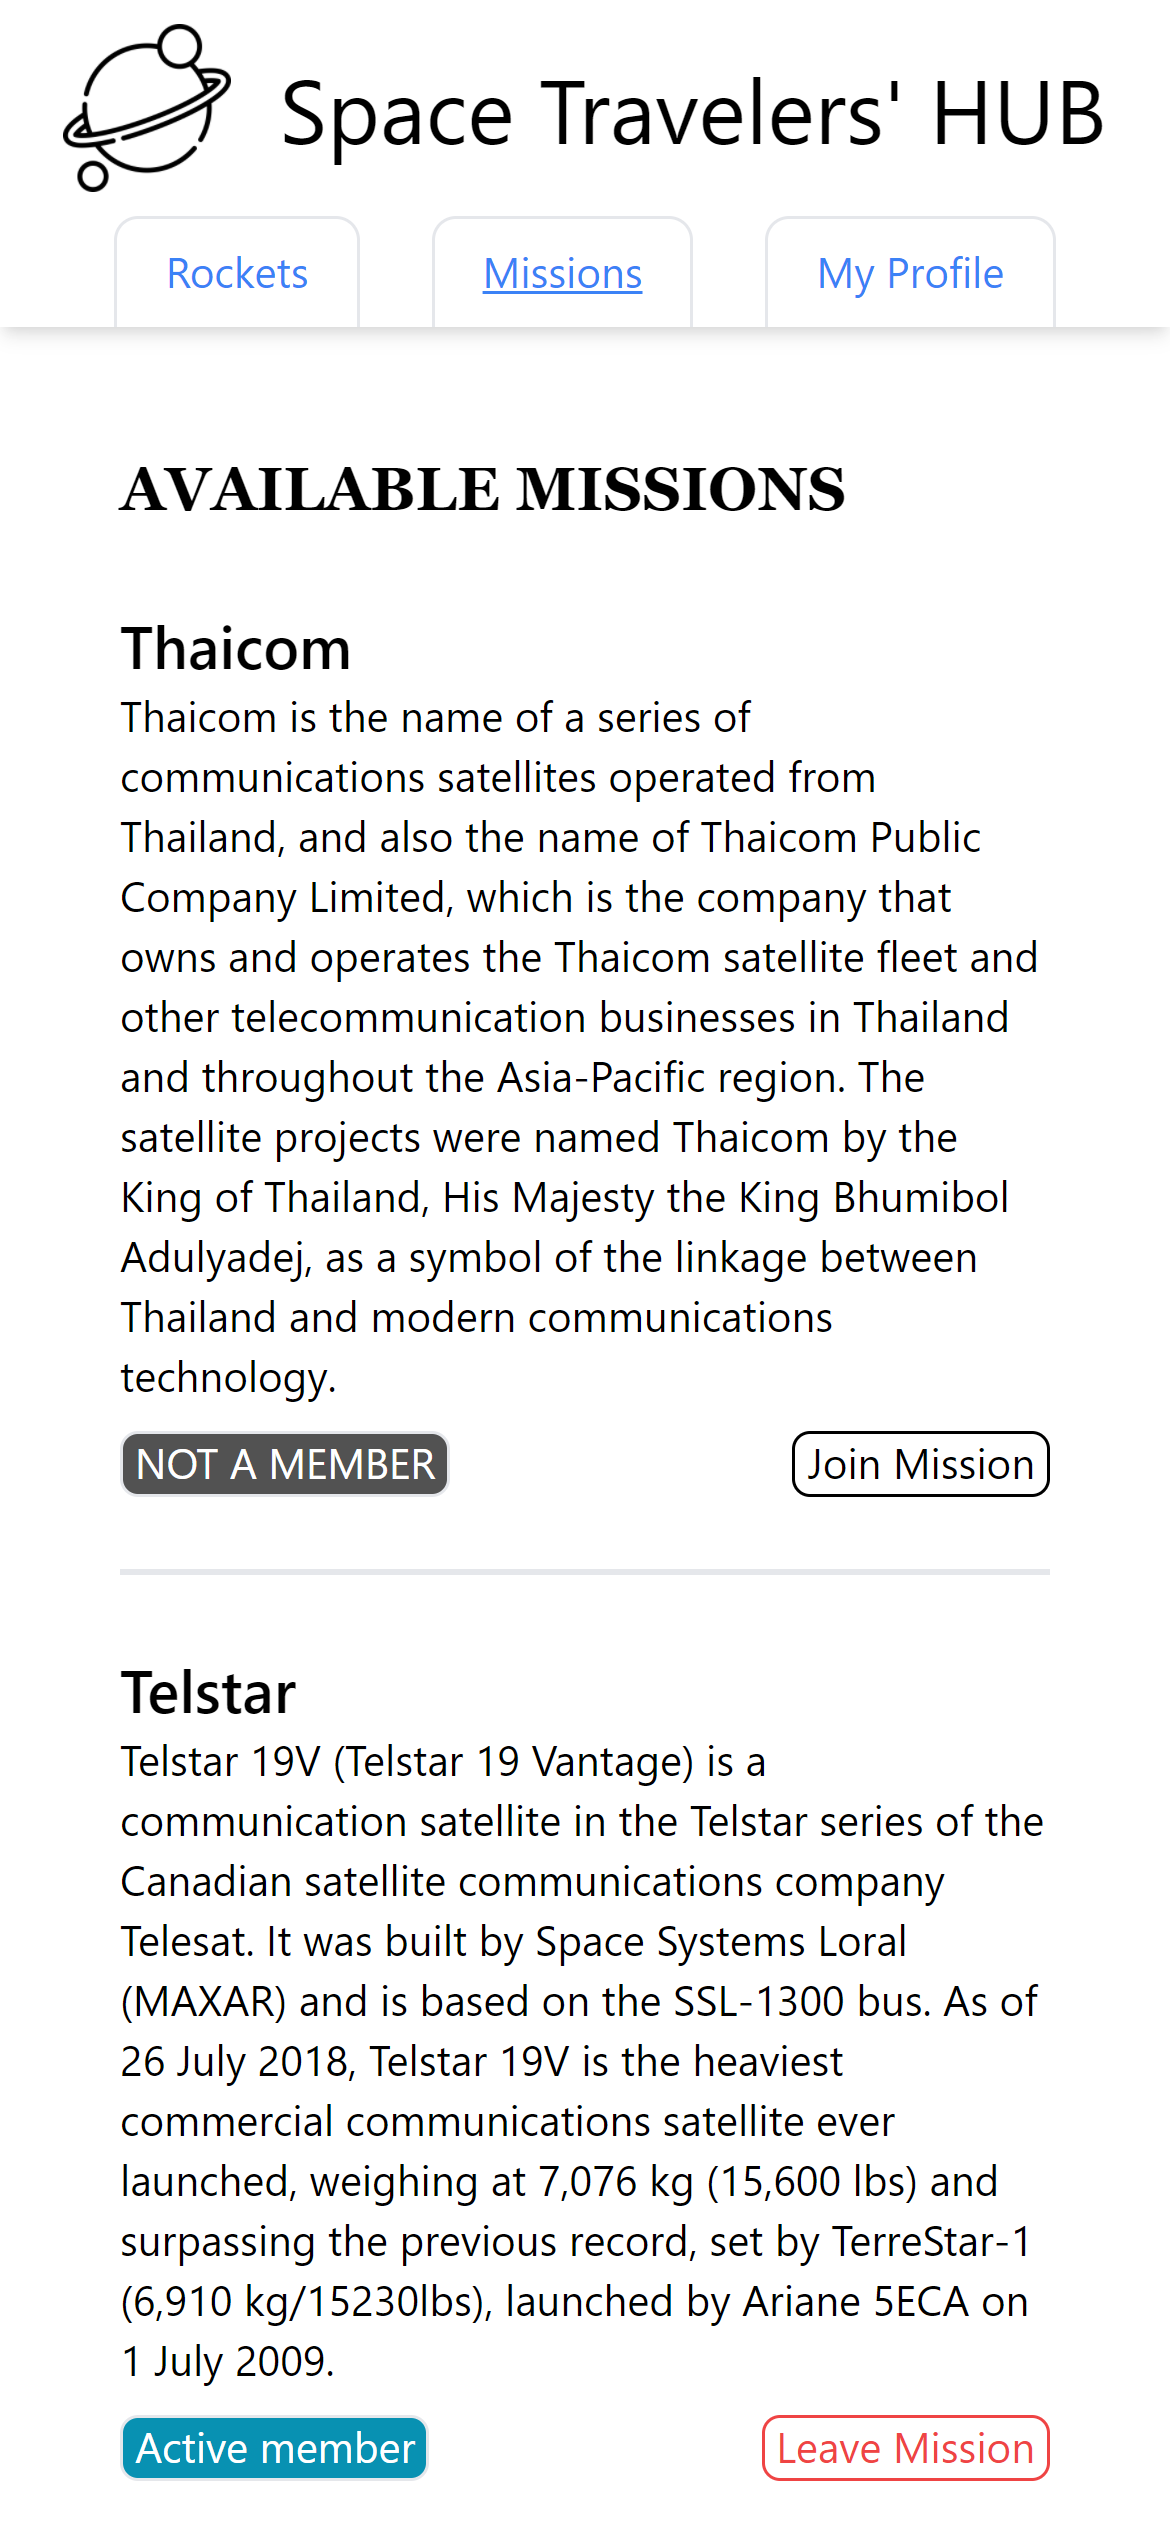 Space Travelers' HUB
Rockets
Missions
My Profile
AVAILABLE MISSIONS
Thaicom
Thaicom is the name of a series of
communications satellites operated from
Thailand, and also the name of Thaicom Public
Company Limited, which is the company that
owns and operates the Thaicom satellite fleet and
other telecommunication businesses in Thailand
and throughout the Asia-Pacific region. The
satellite projects were named Thaicom by the
King of Thailand, His Majesty the King Bhumibol
Adulyadej, as a symbol of the linkage between
Thailand and modern communications
technology.
NOT A MEMBER
Join Mission
Telstar
Telstar 19V (Telstar 19 Vantage) is a
communication satellite in the Telstar series of the
Canadian satellite communications company
Telesat. It was built by Space Systems Loral
(MAXAR) and is based on the SSL-1300 bus. As of
26 July 2018, Telstar 19V is the heaviest
commercial communications satellite ever
launched, weighing at 7,076 kg (15,600 lbs) and
surpassing the previous record, set by TerreStar-1
(6,910 kg/15230lbs), launched by Ariane 5ECA on
1 July 2009.
Active member
Leave Mission